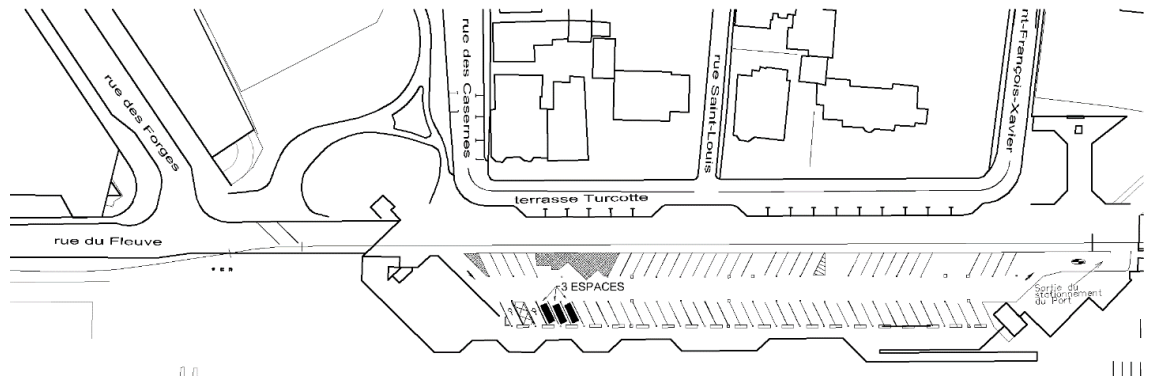 rue des Forges
rue des Casernes
rue Saint-Louis
nt-François-Xavier
terrasse Turcotte
rue du Fleuve
3 ESPACES
Sortie du
stationnement
du Port